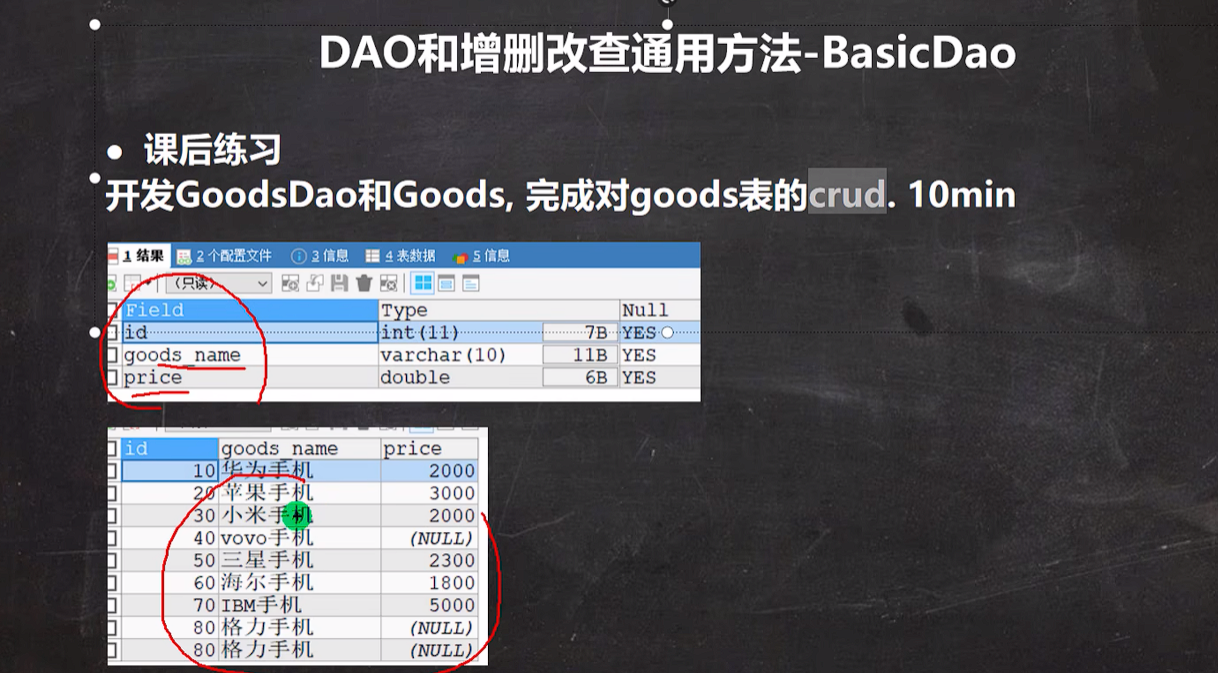 DAO和增删改查通用方法-BasicDao
● 课后练习
开发GoodsDao和Goods, 完成对goods表的crud. 10min
1 结果 2 个配置文件 3 信息 4 表数据 5 信息
(只读)
Field Type Null
id int(11) 7B YES
goods_name varchar(10) 11B YES
price double 6B YES
id goods_name price
10 华为手机 2000
20 苹果手机 3000
30 小米手机 2000
40 vovo手机 (NULL)
50 三星手机 2300
60 海尔手机 1800
70 IBM手机 5000
80 格力手机 (NULL)
80 格力手机 (NULL)